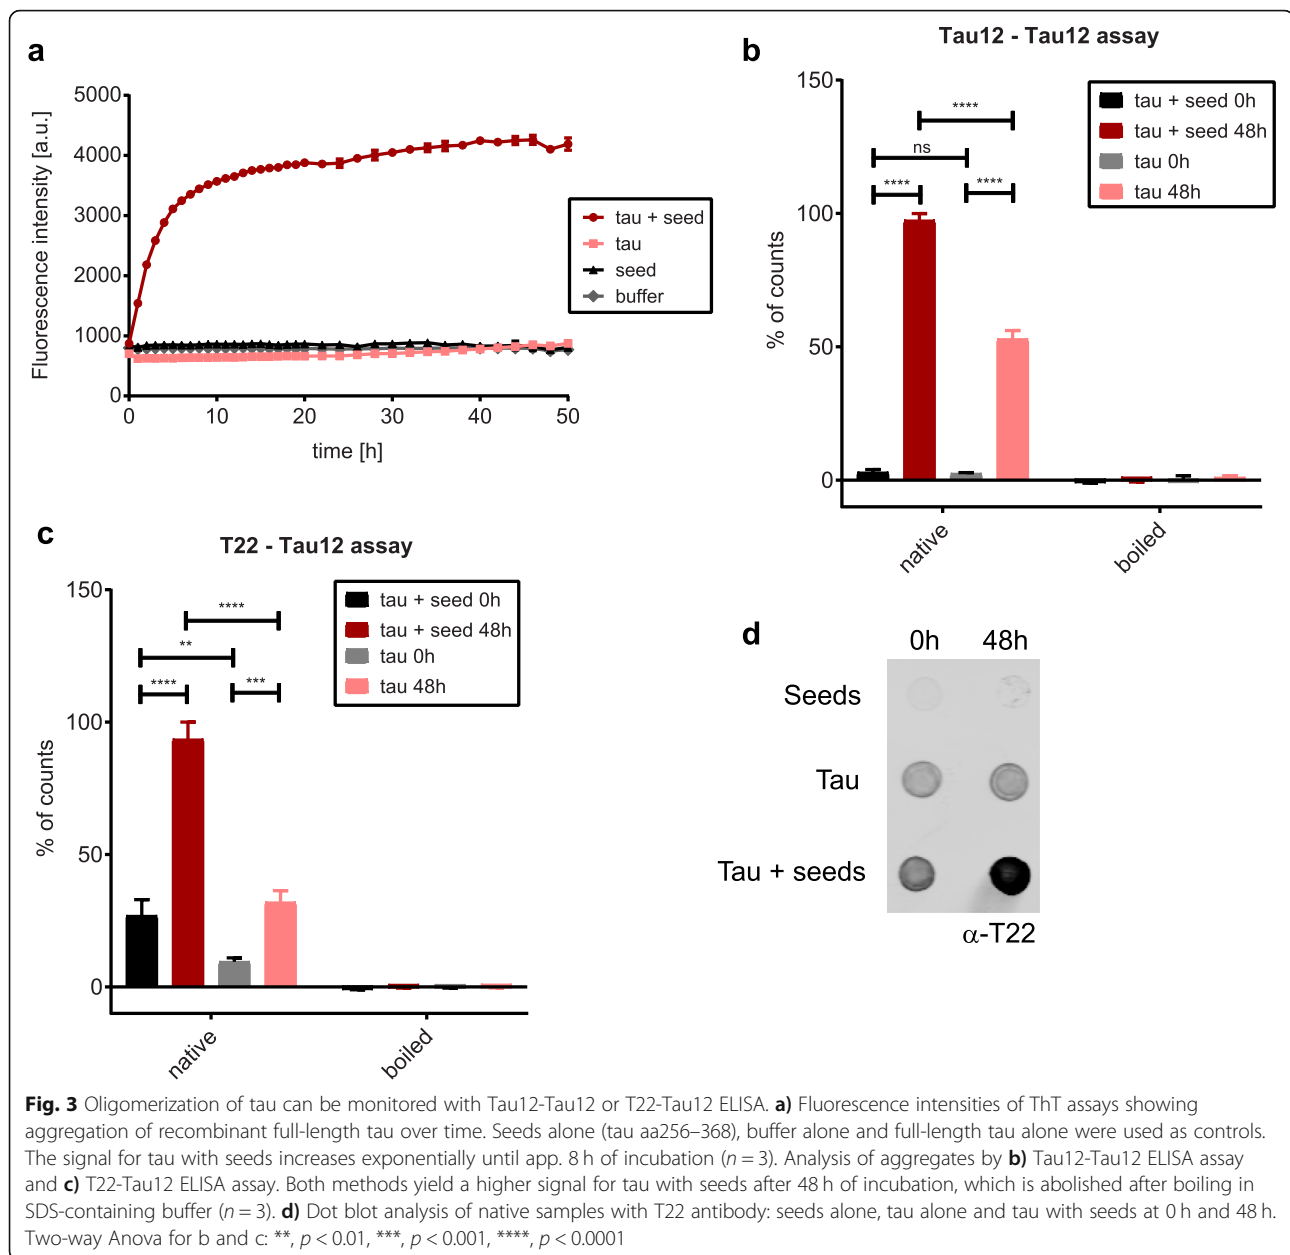 a
Fluorescence intensity [a.u.]
5000
4000
3000
2000
1000
0
0
10
20
30
40
50
time [h]
tau + seed
tau
seed
buffer
b
Tau12 - Tau12 assay
% of counts
150
100
50
0
tau + seed 0h
tau + seed 48h
tau 0h
tau 48h
****
ns
**** ****
native
boiled
c
T22 - Tau12 assay
% of counts
150
100
50
0
tau + seed 0h
tau + seed 48h
tau 0h
tau 48h
****
**
**** ***
native
boiled
d
0h 48h
Seeds
Tau
Tau + seeds
α-T22
Fig. 3 Oligomerization of tau can be monitored with Tau12-Tau12 or T22-Tau12 ELISA. a) Fluorescence intensities of ThT assays showing
aggregation of recombinant full-length tau over time. Seeds alone (tau aa256–368), buffer alone and full-length tau alone were used as controls.
The signal for tau with seeds increases exponentially until app. 8 h of incubation (n = 3). Analysis of aggregates by b) Tau12-Tau12 ELISA assay
and c) T22-Tau12 ELISA assay. Both methods yield a higher signal for tau with seeds after 48 h of incubation, which is abolished after boiling in
SDS-containing buffer (n = 3). d) Dot blot analysis of native samples with T22 antibody: seeds alone, tau alone and tau with seeds at 0 h and 48 h.
Two-way Anova for b and c: **, p < 0.01, ***, p < 0.001, ****, p < 0.0001